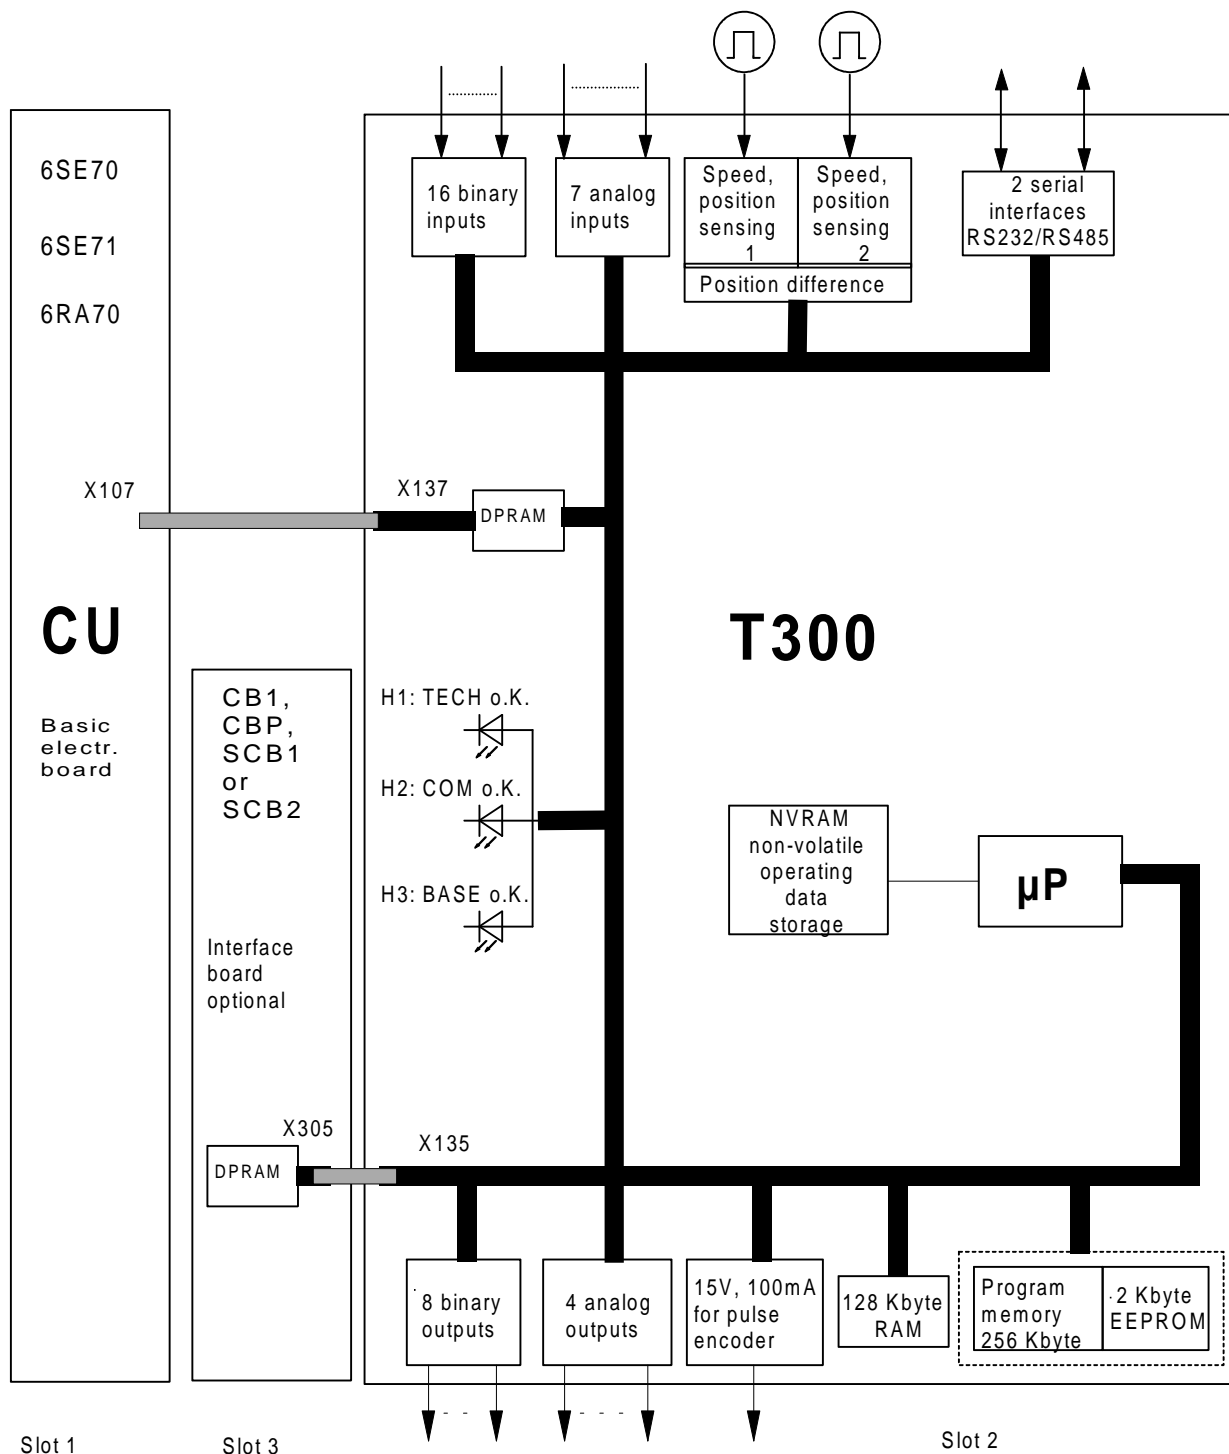 6SE70
6SE71
6RA70
X107
CU
Basic
electr.
board
Slot 1
CB1,
CBP,
SCB1
or
SCB2
Interface
board
optional
X305
DPRAM
Slot 3
16 binary
inputs
7 analog
inputs
Speed,
position
sensing
1
Speed,
position
sensing
2
Position difference
2 serial
interfaces
RS232/RS485
X137
DPRAM
T300
H1: TECH o.K.
H2: COM o.K.
H3: BASE o.K.
NVRAM
non-volatile
operating
data
storage
µP
X135
8 binary
outputs
4 analog
outputs
15V, 100mA
for pulse
encoder
128 Kbyte
RAM
Program
memory
256 Kbyte
2 Kbyte
EEPROM
Slot 2